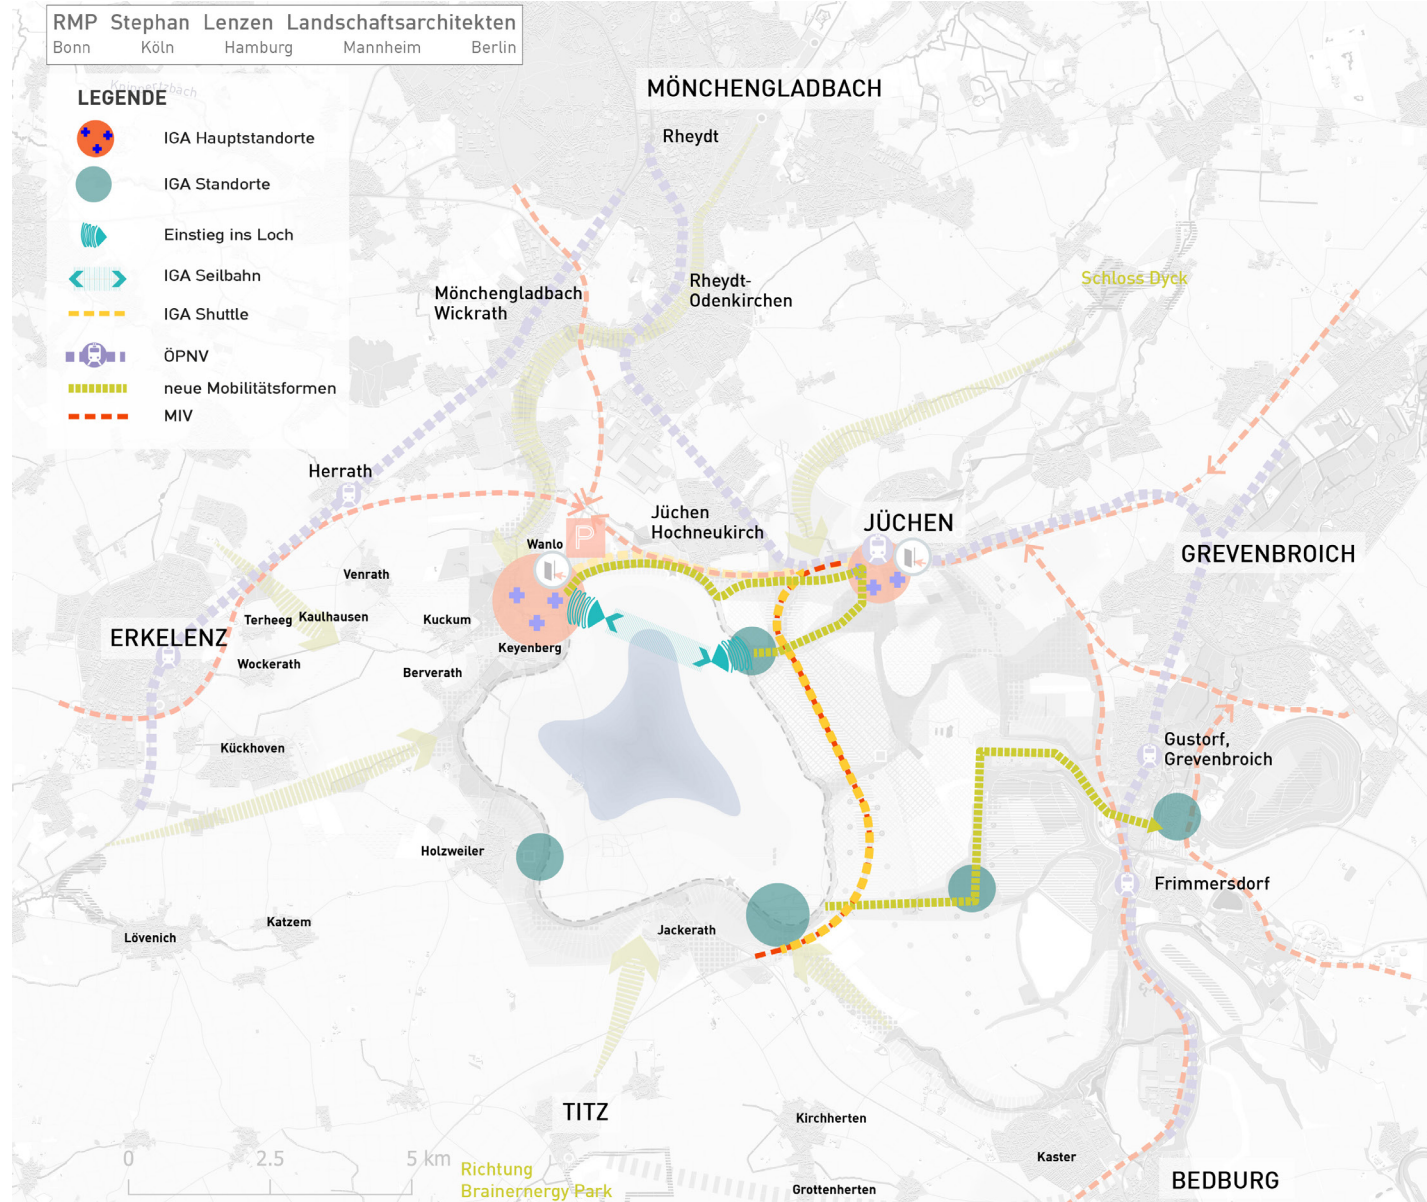 RMP Stephan Lenzen Landschaftsarchitekten
Bonn Köln Hamburg Mannheim Berlin
LEGENDE
IGA Hauptstandorte
IGA Standorte
Einstieg ins Loch
IGA Seilbahn
IGA Shuttle
ÖPNV
neue Mobilitätsformen
MIV
MÖNCHENGLADBACH
Rheydt
Rheydt-
Odenkirchen
Schloss Dyck
Mönchengladbach
Wickrath
Herrath
Jüchen
Hochneukirch
JÜCHEN
GREVENBROICH
P
Wanlo
Venrath
Terheeg
Kaulhausen
Kuckum
ERKELENZ
Keyenberg
Wockerath
Berverath
Kückhoven
Gustorf,
Grevenbroich
Holzweiler
Frimmersdorf
Katzem
Lövenich
Jackerath
TITZ
Kirchherten
Kaster
0 2.5 5 km
Richtung
Brainernergy Park
BEDBURG
Grottenherten